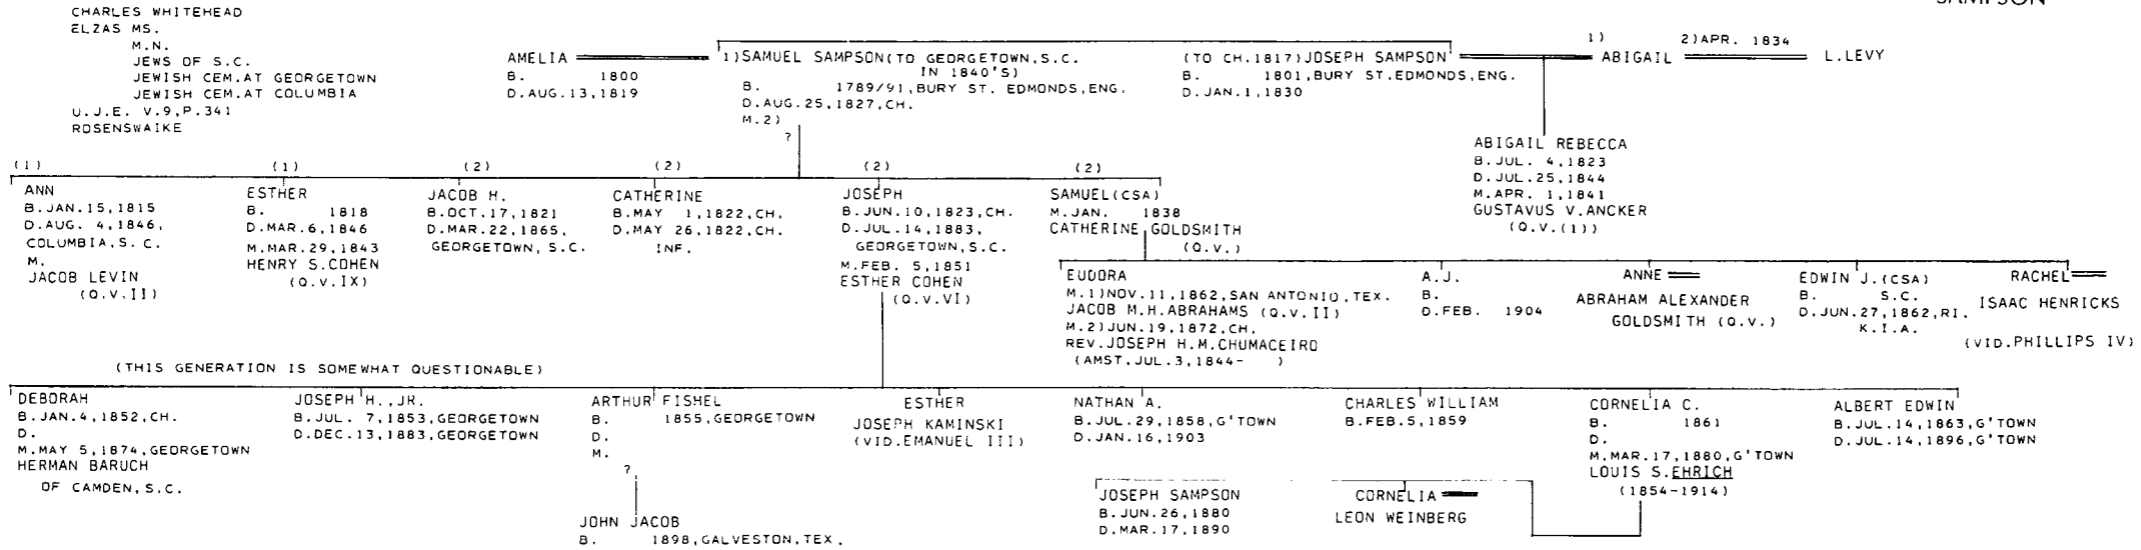 SAMPSON
CHARLES WHITEHEAD
ELZAS MS.
M.N.
JEWS OF S.C.
JEWISH CEM.AT GEORGETOWN
JEWISH CEM.AT COLUMBIA
U.J.E. V.9,P.341
ROSENSWAIKE
AMELIA
B. 1800
D.AUG.13,1819
1)SAMUEL SAMPSON(TO GEORGETOWN,S.C.
IN 1840'S)
B. 1789/91,BURY ST. EDMONDS,ENG.
D.AUG.25,1827,CH.
M.2)
?
(TO CH.1817)JOSEPH SAMPSON
B. 1801,BURY ST.EDMONDS,ENG.
D.JAN.1,1830
1)
ABIGAIL
2)APR. 1834
L.LEVY
ABIGAIL REBECCA
B.JUL. 4,1823
D.JUL.25,1844
M.APR. 1,1841
GUSTAVUS V.ANCKER
(Q.V.(1))
(1)
ANN
B.JAN.15,1815
D.AUG. 4,1846,
COLUMBIA,S.C.
M.
JACOB LEVIN
(Q.V.II)
(1)
ESTHER
B. 1818
D.MAR.6,1846
M.MAR.29,1843
HENRY S.COHEN
(Q.V.IX)
(2)
JACOB H.
B.OCT.17,1821
D.MAR.22,1865,
GEORGETOWN,S.C.
(2)
CATHERINE
B.MAY 1,1822,CH.
D.MAY 26,1822,CH.
INF.
(2)
JOSEPH
B.JUN.10,1823,CH.
D.JUL.14,1883,
GEORGETOWN,S.C.
M.FEB. 5,1851
ESTHER COHEN
(Q.V.VI)
(2)
SAMUEL(CSA)
M.JAN. 1838
CATHERINE GOLDSMITH
(Q.V.)
EUDORA
M.1)NOV.11,1862,SAN ANTONIO,TEX.
JACOB M.H.ABRAHAMS (Q.V.II)
M.2)JUN.19,1872,CH.
REV.JOSEPH H.M.CHUMACEIRO
(AMST.JUL.3,1844- )
A.J.
B.
D.FEB. 1904
ANNE
ABRAHAM ALEXANDER
GOLDSMITH (Q.V.)
EDWIN J.(CSA)
B. S.C.
D.JUN.27,1862,RI.
K.I.A.
RACHEL
ISAAC HENRICKS
(VID.PHILLIPS IV)
(THIS GENERATION IS SOMEWHAT QUESTIONABLE)
DEBORAH
B.JAN.4,1852,CH.
D.
M.MAY 5,1874,GEORGETOWN
HERMAN BARUCH
OF CAMDEN,S.C.
JOSEPH H.,JR.
B.JUL. 7,1853,GEORGETOWN
D.DEC.13,1883,GEORGETOWN
ARTHUR FISHEL
B. 1855,GEORGETOWN
D.
M.
?
JOHN JACOB
B. 1898,GALVESTON,TEX.
ESTHER
JOSEPH KAMINSKI
(VID.EMANUEL III)
NATHAN A.
B.JUL.29,1858,G'TOWN
D.JAN.16,1903
CHARLES WILLIAM
B.FEB.5,1859
CORNELIA C.
B. 1861
D.
M.MAR.17,1880,G'TOWN
LOUIS S.EHRICH
(1854-1914)
ALBERT EDWIN
B.JUL.14,1863,G'TOWN
D.JUL.14,1896,G'TOWN
JOSEPH SAMPSON
B.JUN.26,1880
D.MAR.17,1890
CORNELIA
LEON WEINBERG